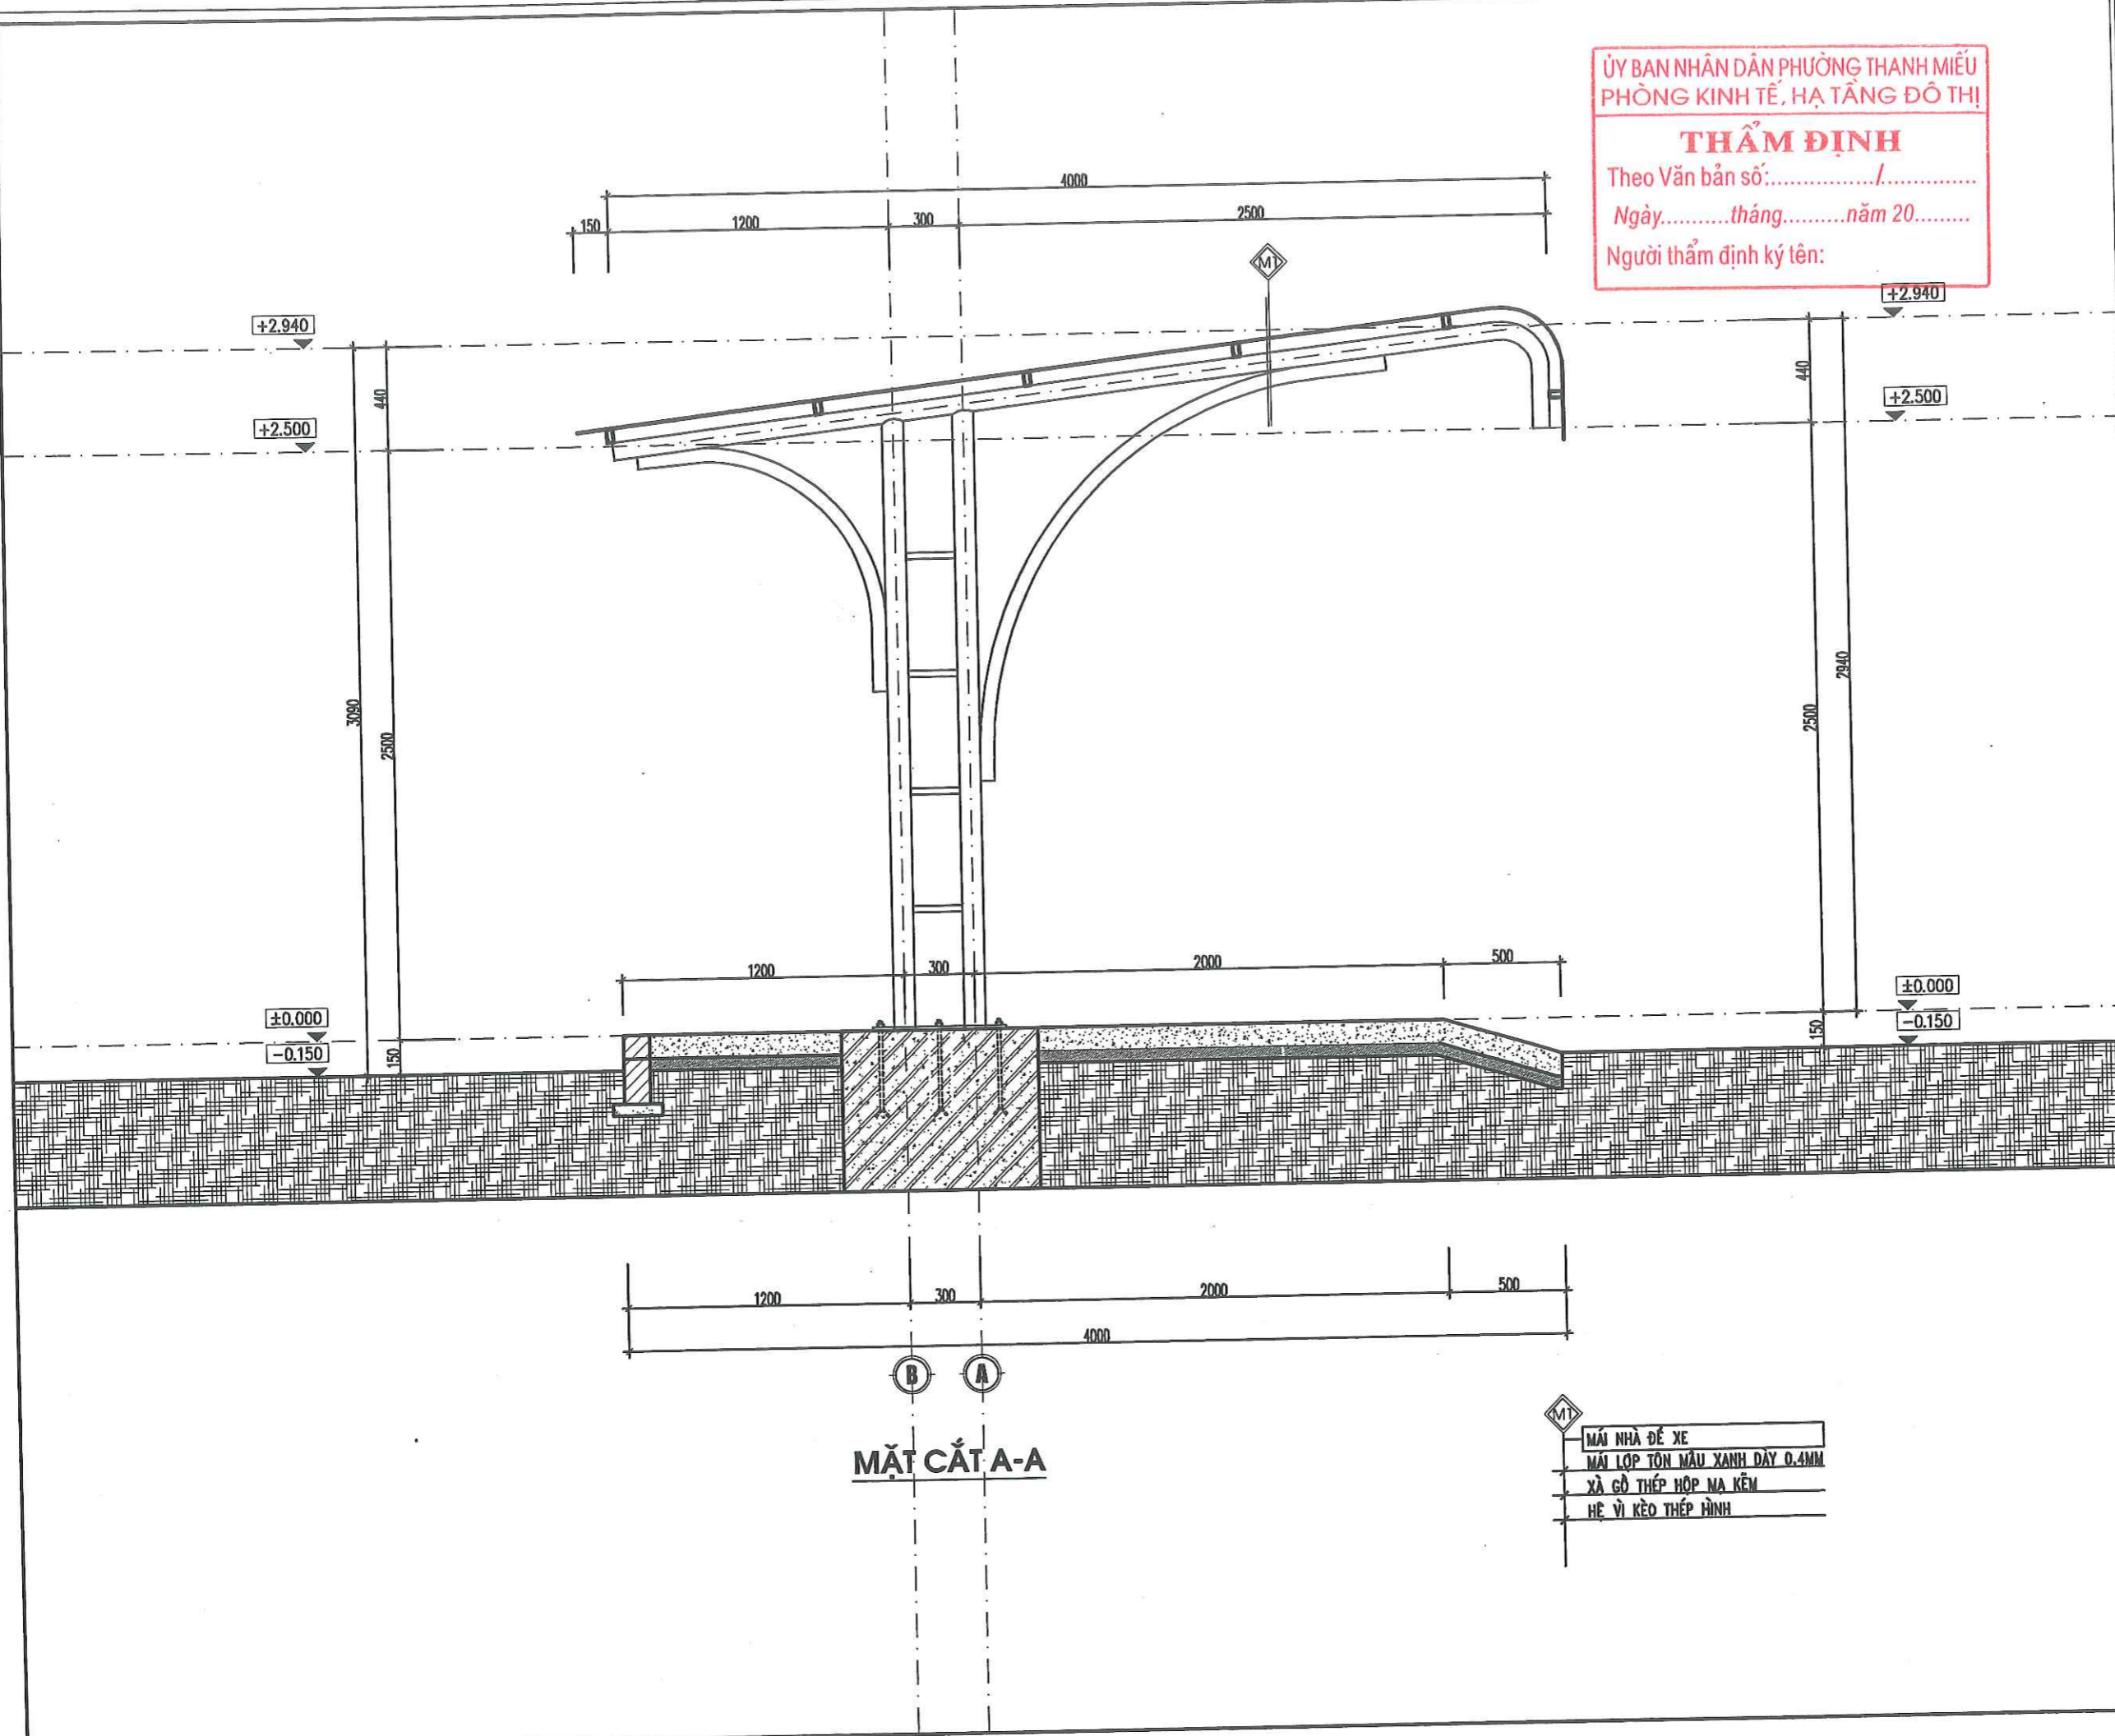 ỦY BAN NHÂN DÂN PHƯỜNG THANH MIẾU
PHÒNG KINH TẾ, HẠ TẦNG ĐÔ THỊ
THẨM ĐỊNH
Theo Văn bản số:................/...............
Ngày...........tháng..........năm 20.........
Người thẩm định ký tên:
4000
150
1200
300
2500
M1
+2.940
+2.940
440
440
+2.500
+2.500
3090
2500
2500
2940
1200
300
2000
500
±0.000
±0.000
-0.150
-0.150
150
150
1200
300
2000
500
4000
B
A
MẶT CẮT A-A
M1
MÁI NHÀ ĐỂ XE
MÁI LỢP TÔN MẦU XANH DÀY 0.4MM
XÀ GỒ THÉP HỘP MẠ KẼM
HỆ VÌ KÈO THÉP HÌNH